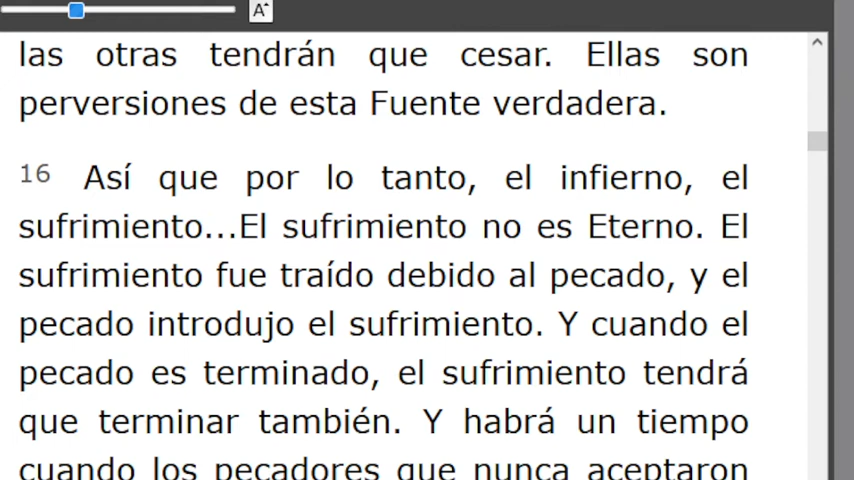 A
las otras tendrán que cesar. Ellas son
perversiones de esta Fuente verdadera.
16 Así que por lo tanto, el infierno, el
sufrimiento...El sufrimiento no es Eterno. El
sufrimiento fue traído debido al pecado, y el
pecado introdujo el sufrimiento. Y cuando el
pecado es terminado, el sufrimiento tendrá
que terminar también. Y habrá un tiempo
cuando los pecadores que nunca aceptaron